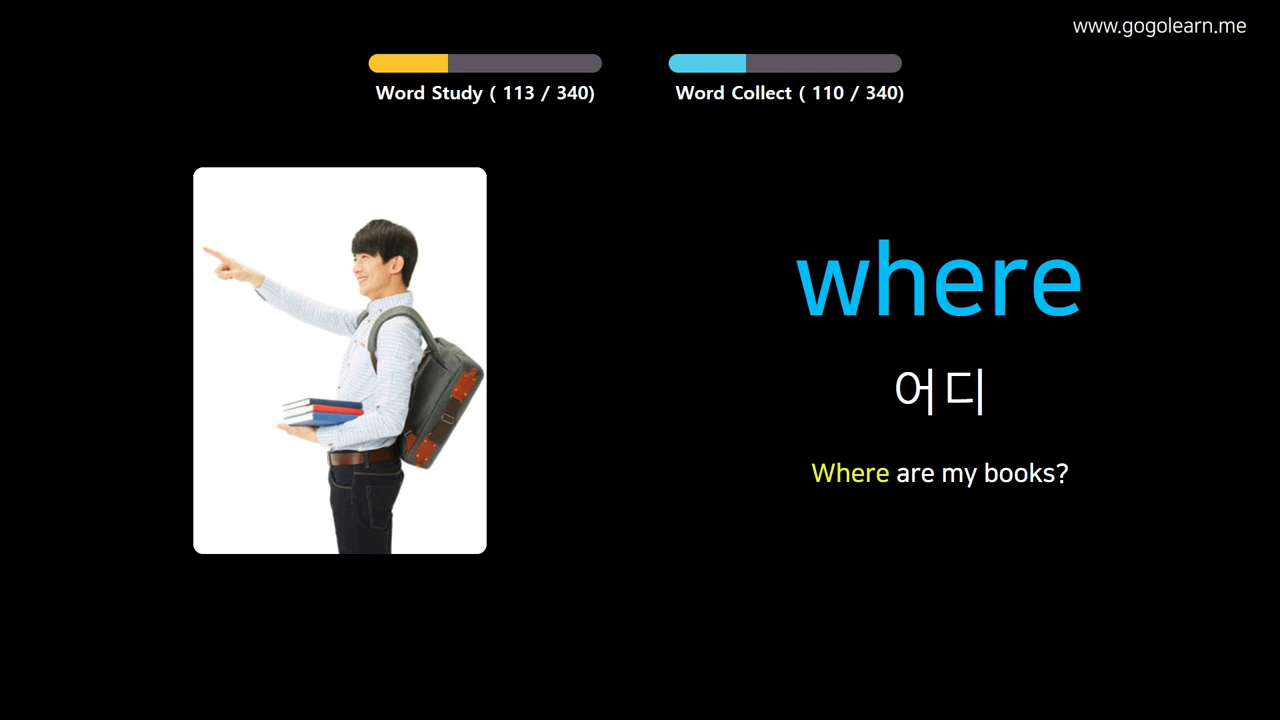 www.gogolearn.me
Word Study ( 113 / 340)
Word Collect ( 110 / 340)
where
어디
Where are my books?